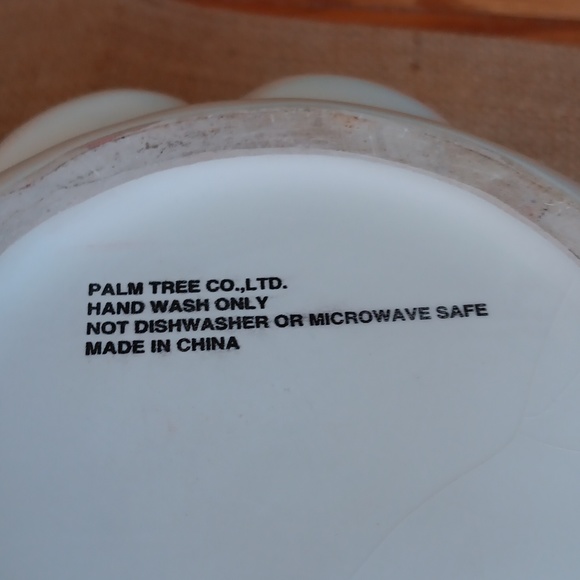 PALM TREE CO.,LTD.
HAND WASH ONLY
NOT DISHWASHER OR MICROWAVE SAFE
MADE IN CHINA